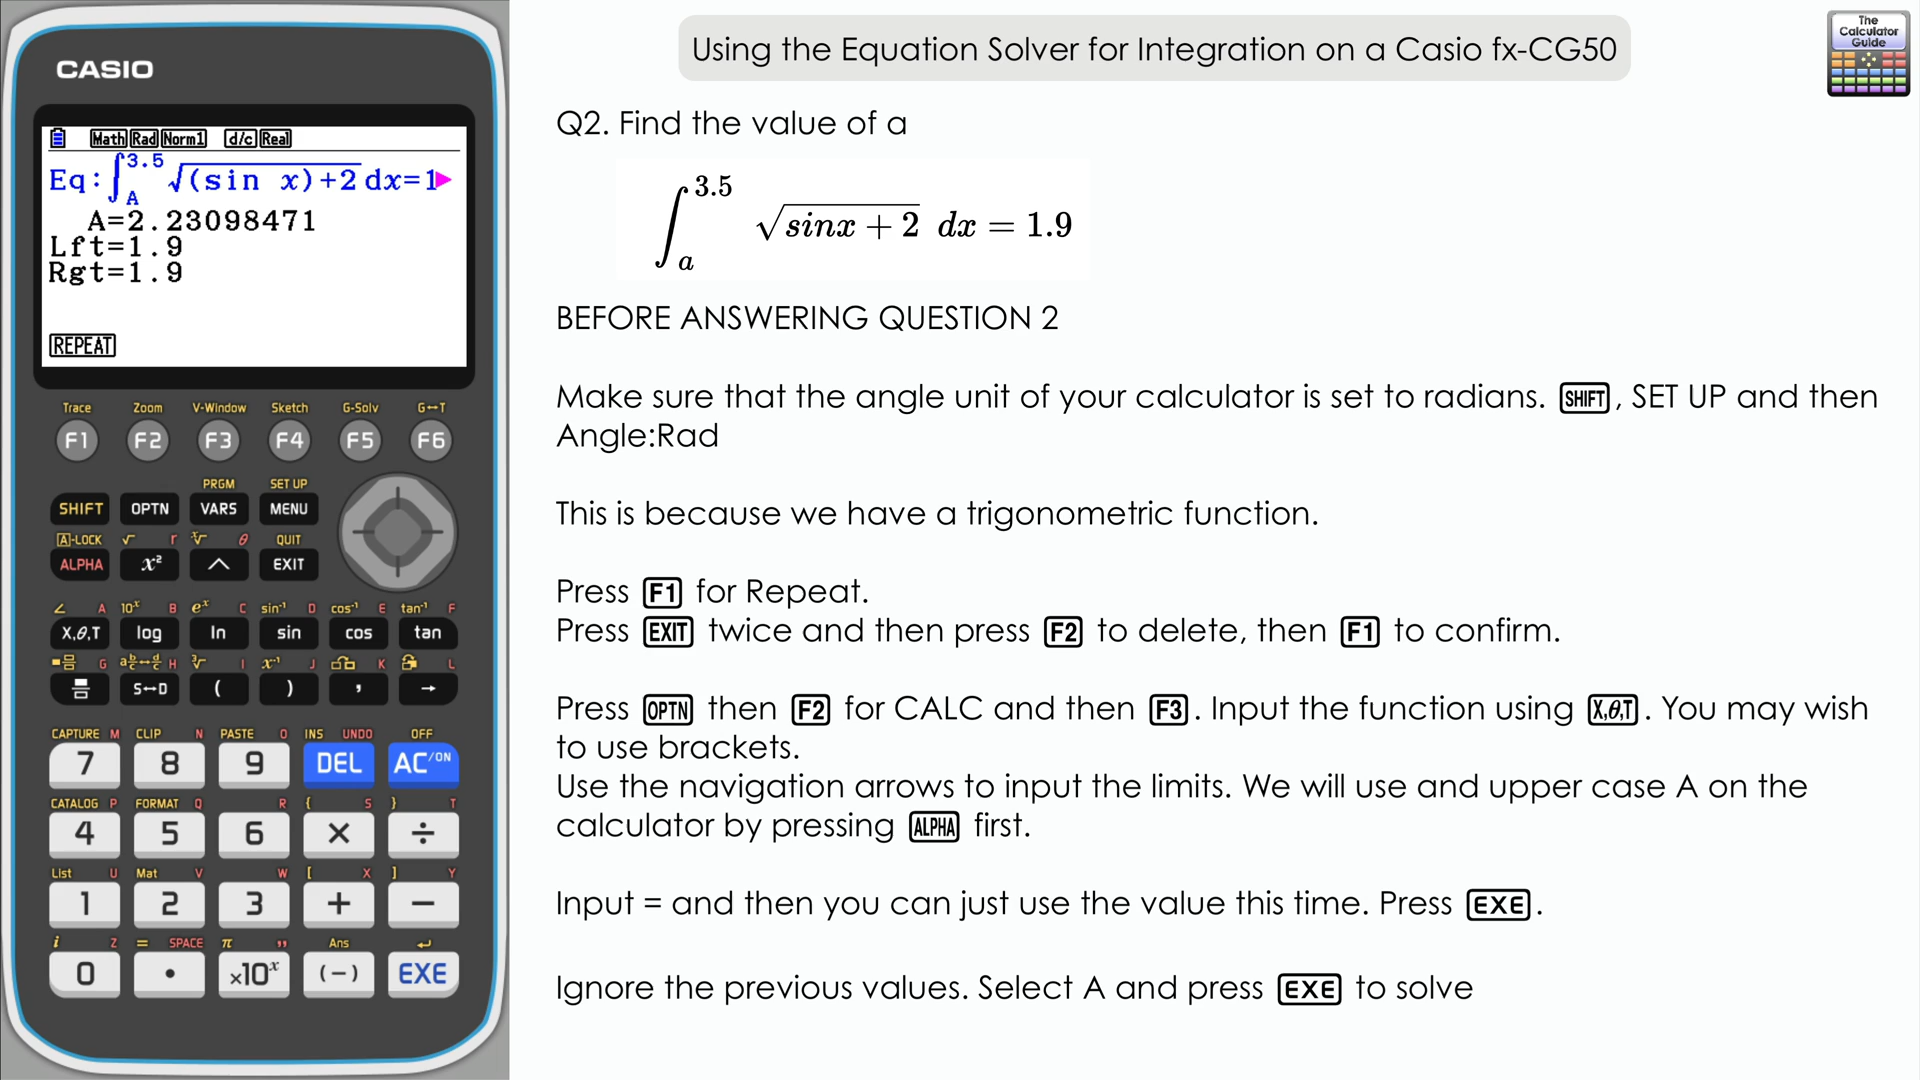 CASIO
Math Rad Norm1 d/c Real
Eq:∫A3.5 √(sin x)+2 dx=1▶
A=2.23098471
Lft=1.9
Rgt=1.9
REPEAT
Trace Zoom V-Window Sketch G-Solv G↔T
F1 F2 F3 F4 F5 F6
PRGM SET UP
SHIFT OPTN VARS MENU
A-LOCK √ r ˣ√ θ QUIT
ALPHA x² ^ EXIT
∠ A 10ˣ B eˣ C sin⁻¹ D cos⁻¹ E tan⁻¹ F
X,θ,T log ln sin cos tan
G a b/c↔d/c H ³√ I x⁻¹ J K L
S↔D ( ) , →
CAPTURE M CLIP N PASTE O INS UNDO OFF
7 8 9 DEL AC/ON
CATALOG P FORMAT Q R { S } T
4 5 6 × ÷
List U Mat V W [ X ] Y
1 2 3 + −
i Z = SPACE π " Ans ↵
0 • ×10ˣ (−) EXE
Using the Equation Solver for Integration on a Casio fx-CG50
The
Calculator
Guide
Q2. Find the value of a
∫a3.5 √sinx + 2 dx = 1.9
BEFORE ANSWERING QUESTION 2
Make sure that the angle unit of your calculator is set to radians. SHIFT, SET UP and then
Angle:Rad
This is because we have a trigonometric function.
Press F1 for Repeat.
Press EXIT twice and then press F2 to delete, then F1 to confirm.
Press OPTN then F2 for CALC and then F3. Input the function using X,θ,T. You may wish
to use brackets.
Use the navigation arrows to input the limits. We will use and upper case A on the
calculator by pressing ALPHA first.
Input = and then you can just use the value this time. Press EXE.
Ignore the previous values. Select A and press EXE to solve